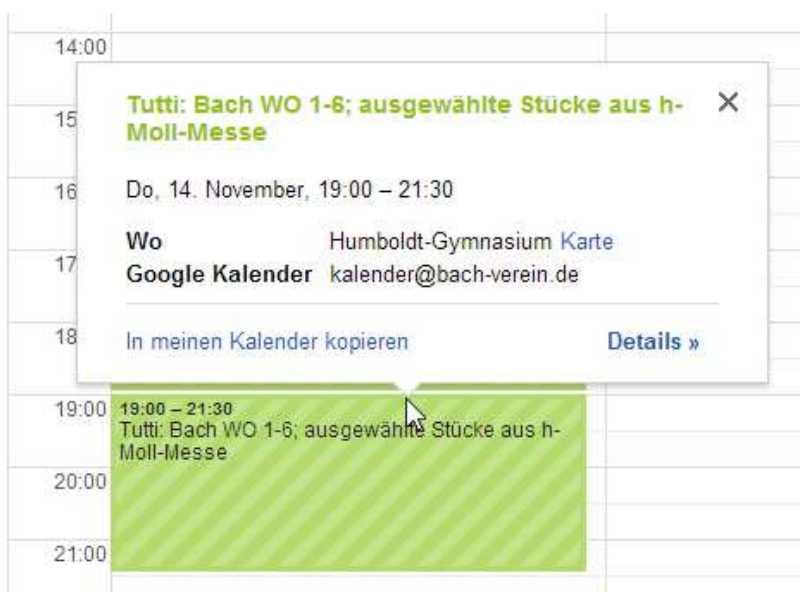 14:00
Tutti: Bach WO 1-6; ausgewählte Stücke aus h-
Moll-Messe
15
16
Do, 14. November, 19:00 – 21:30
Wo Humboldt-Gymnasium Karte
17
Google Kalender kalender@bach-verein.de
18
In meinen Kalender kopieren Details »
19:00 19:00 – 21:30
Tutti: Bach WO 1-6; ausgewählte Stücke aus h-
Moll-Messe
20:00
21:00